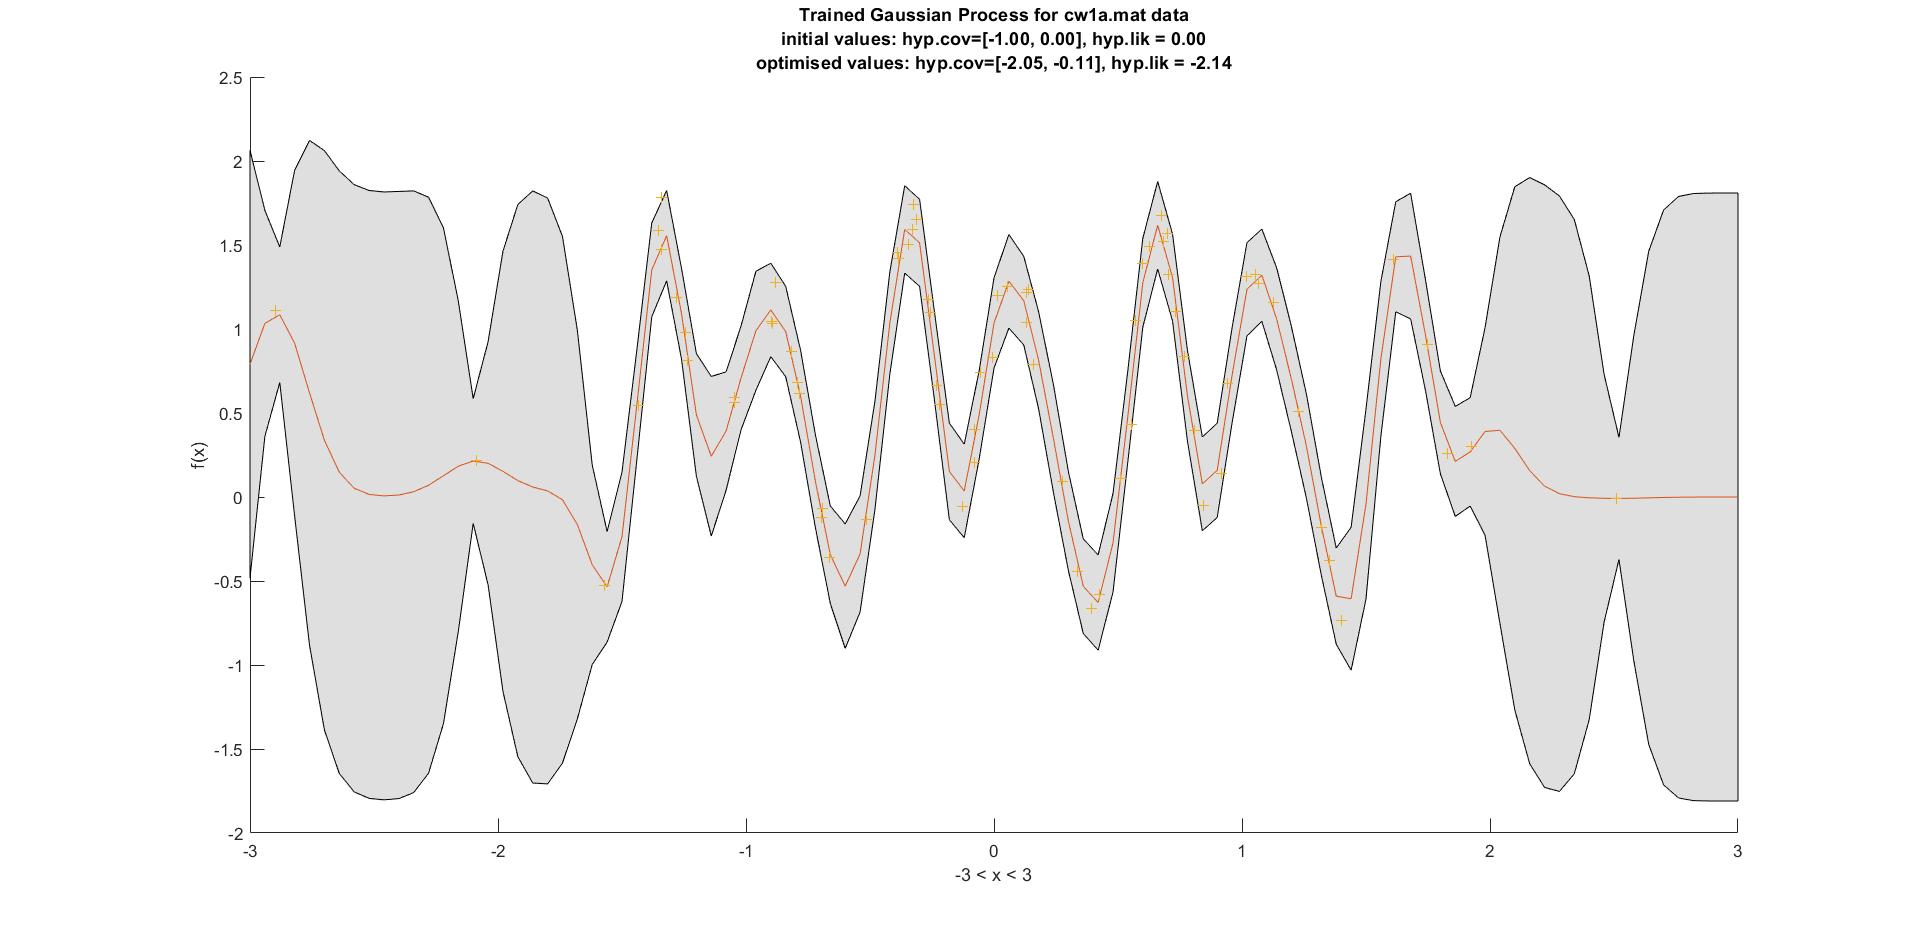 Trained Gaussian Process for cw1a.mat data
initial values: hyp.cov=[-1.00, 0.00], hyp.lik = 0.00
optimised values: hyp.cov=[-2.05, -0.11], hyp.lik = -2.14
2.5
2
1.5
1
0.5
0
-0.5
-1
-1.5
-2
f(x)
-3 -2 -1 0 1 2 3
-3 < x < 3